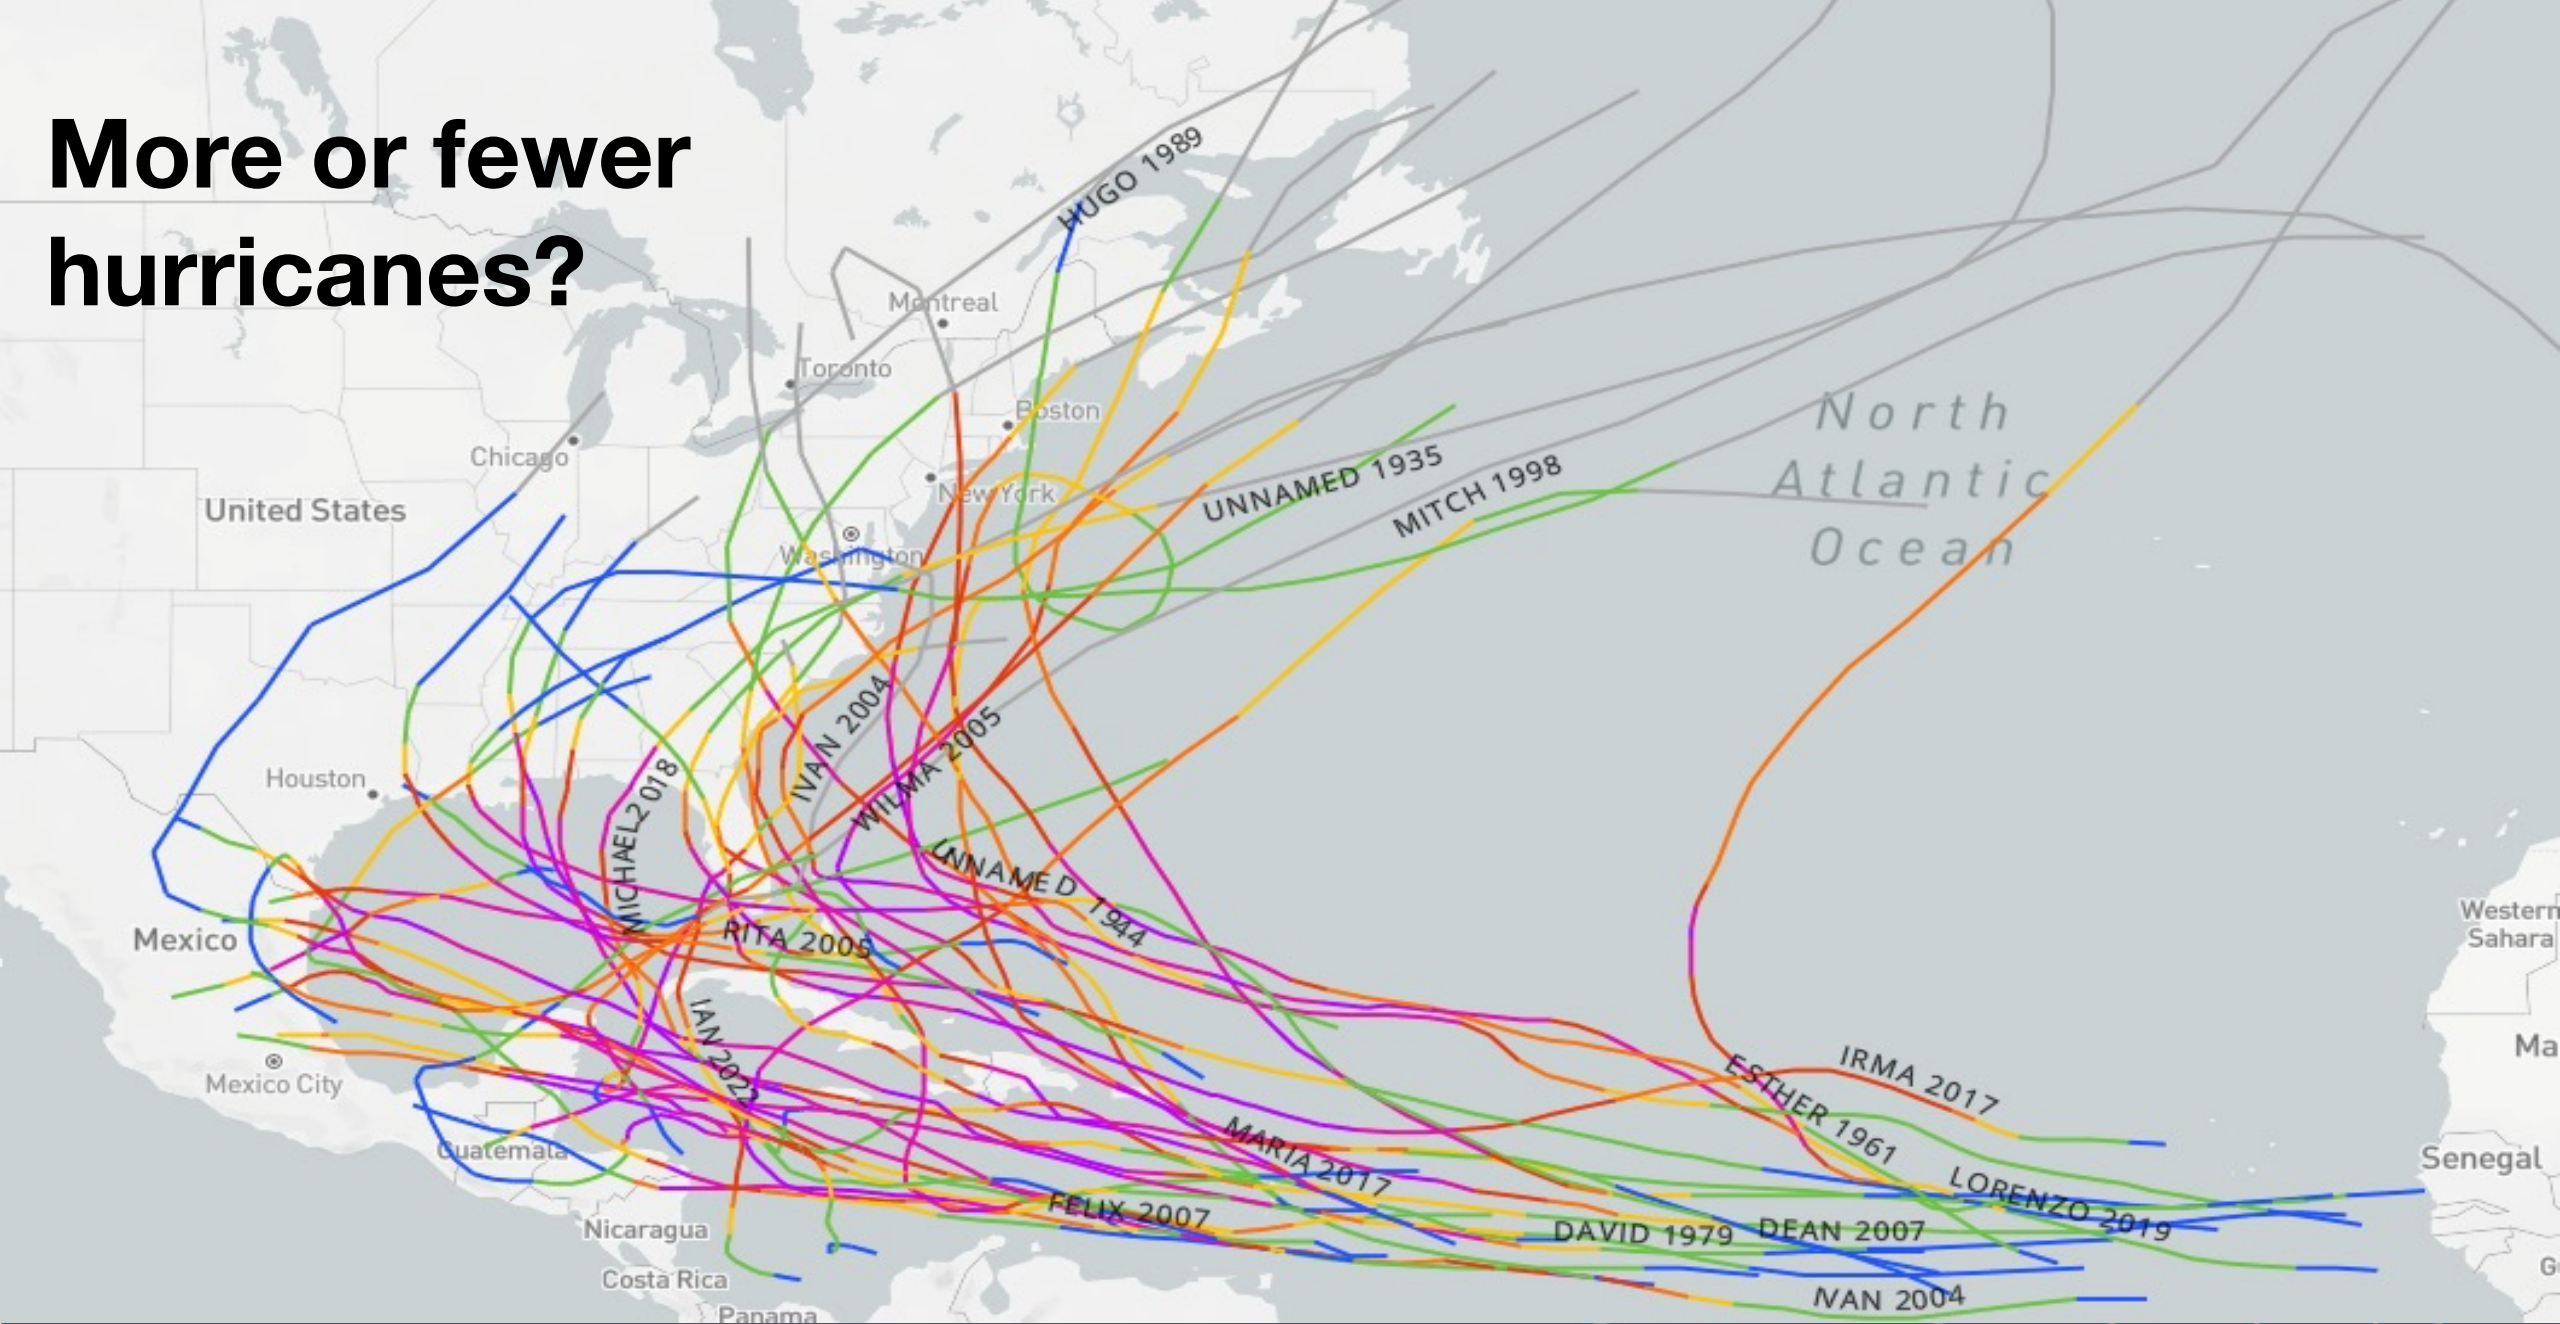 More or fewer
hurricanes?
HUGO 1989
Montreal
Toronto
Boston
Chicago
New York
United States
Washington
UNNAMED 1935
MITCH 1998
North
Atlantic
Ocean
Houston
MICHAEL2018
IVAN 2004
WILMA 2005
UNNAMED 1944
Mexico
RITA 2005
Western
Sahara
IAN 2022
Mexico City
Ma
IRMA 2017
ESTHER 1961
Guatemala
MARIA 2017
Senegal
LORENZO 2019
FELIX 2007
Nicaragua
DAVID 1979
DEAN 2007
Costa Rica
G
IVAN 2004
Panama